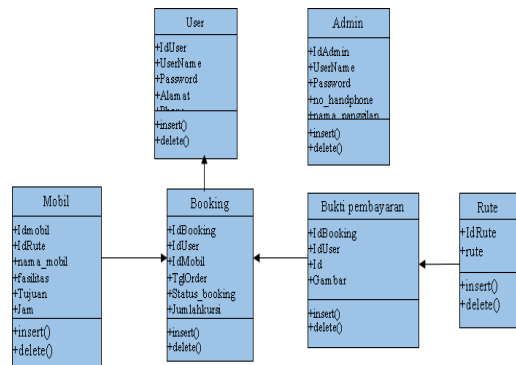 User
+IdUser
+UserName
+Password
+Alamat
+Phone
+insert()
+delete()
Admin
+IdAdmin
+UserName
+Password
+no_handphone
+nama_panggilan
+insert()
+delete()
Mobil
+Idmobil
+IdRute
+nama_mobil
+fasilitas
+Tujuan
+Jam
+insert()
+delete()
Booking
+IdBooking
+IdUser
+IdMobil
+TglOrder
+Status_booking
+Jumlahkursi
+insert()
+delete()
Bukti pembayaran
+IdBooking
+IdUser
+Id
+Gambar
+insert()
+delete()
Rute
+IdRute
+rute
+insert()
+delete()